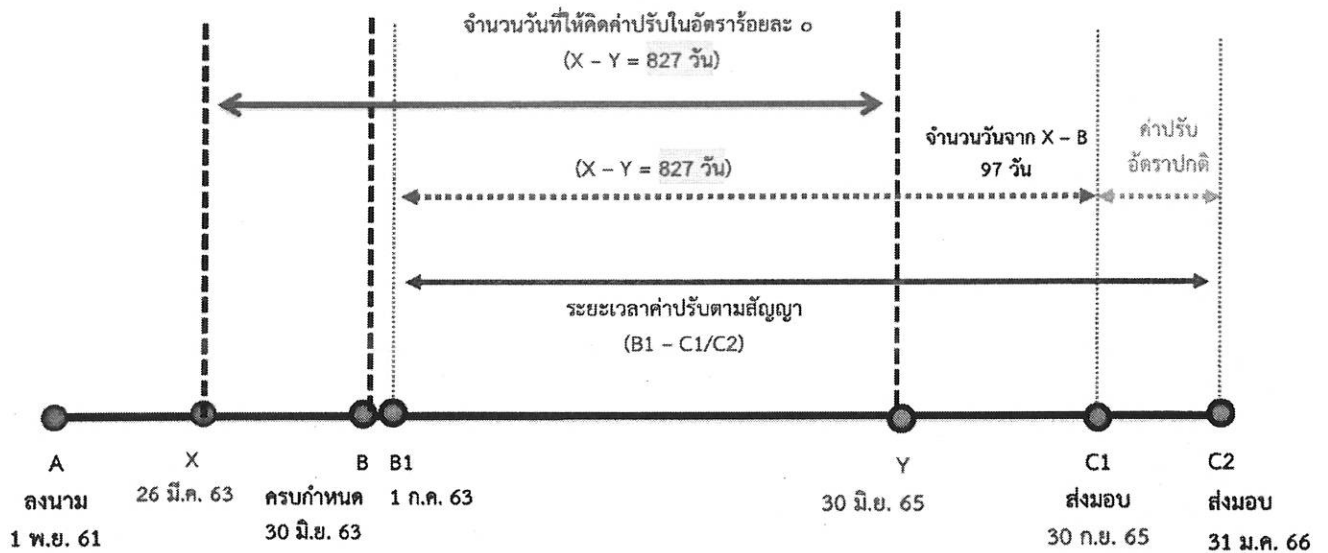 จำนวนวันที่ให้คิดค่าปรับในอัตราร้อยละ ๐
(X – Y = 827 วัน)
จำนวนวันจาก X – B
97 วัน
ค่าปรับ
อัตราปกติ
(X – Y = 827 วัน)
ระยะเวลาค่าปรับตามสัญญา
(B1 – C1/C2)
A
ลงนาม
1 พ.ย. 61
X
26 มี.ค. 63
B
ครบกำหนด
30 มิ.ย. 63
B1
1 ก.ค. 63
Y
30 มิ.ย. 65
C1
ส่งมอบ
30 ก.ย. 65
C2
ส่งมอบ
31 ม.ค. 66